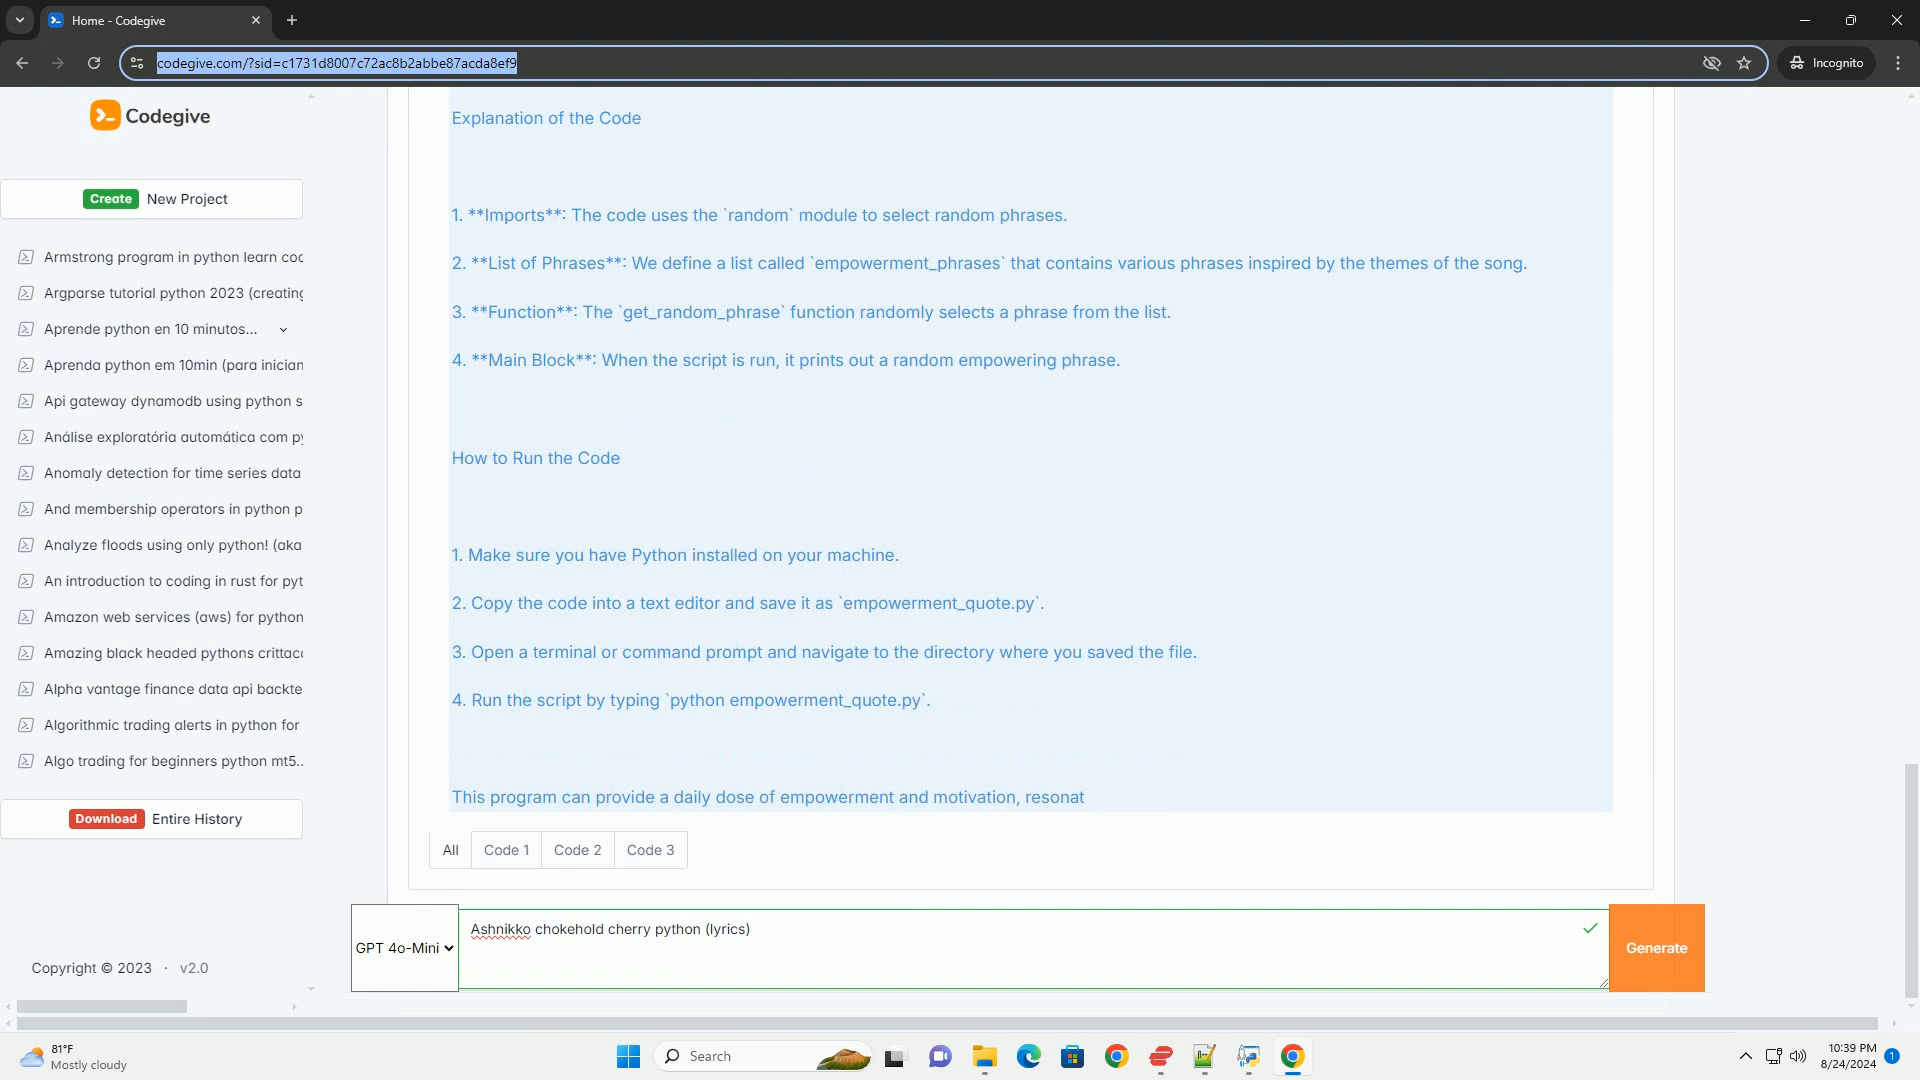 Home - Codegive
codegive.com/?sid=c1731d8007c72ac8b2abbe87acda8ef9
Incognito
Codegive
Create New Project
Armstrong program in python learn coc
Argparse tutorial python 2023 (creating
Aprende python en 10 minutos...
Aprenda python em 10min (para inician
Api gateway dynamodb using python s
Análise exploratória automática com py
Anomaly detection for time series data
And membership operators in python p
Analyze floods using only python! (aka
An introduction to coding in rust for pyt
Amazon web services (aws) for python
Amazing black headed pythons crittacc
Alpha vantage finance data api backte
Algorithmic trading alerts in python for
Algo trading for beginners python mt5..
Download Entire History
Copyright © 2023 · v2.0
Explanation of the Code
1. **Imports**: The code uses the `random` module to select random phrases.
2. **List of Phrases**: We define a list called `empowerment_phrases` that contains various phrases inspired by the themes of the song.
3. **Function**: The `get_random_phrase` function randomly selects a phrase from the list.
4. **Main Block**: When the script is run, it prints out a random empowering phrase.
How to Run the Code
1. Make sure you have Python installed on your machine.
2. Copy the code into a text editor and save it as `empowerment_quote.py`.
3. Open a terminal or command prompt and navigate to the directory where you saved the file.
4. Run the script by typing `python empowerment_quote.py`.
This program can provide a daily dose of empowerment and motivation, resonat
All Code 1 Code 2 Code 3
GPT 4o-Mini
Ashnikko chokehold cherry python (lyrics)
Generate
81°F
Mostly cloudy
Search
10:39 PM
8/24/2024
1